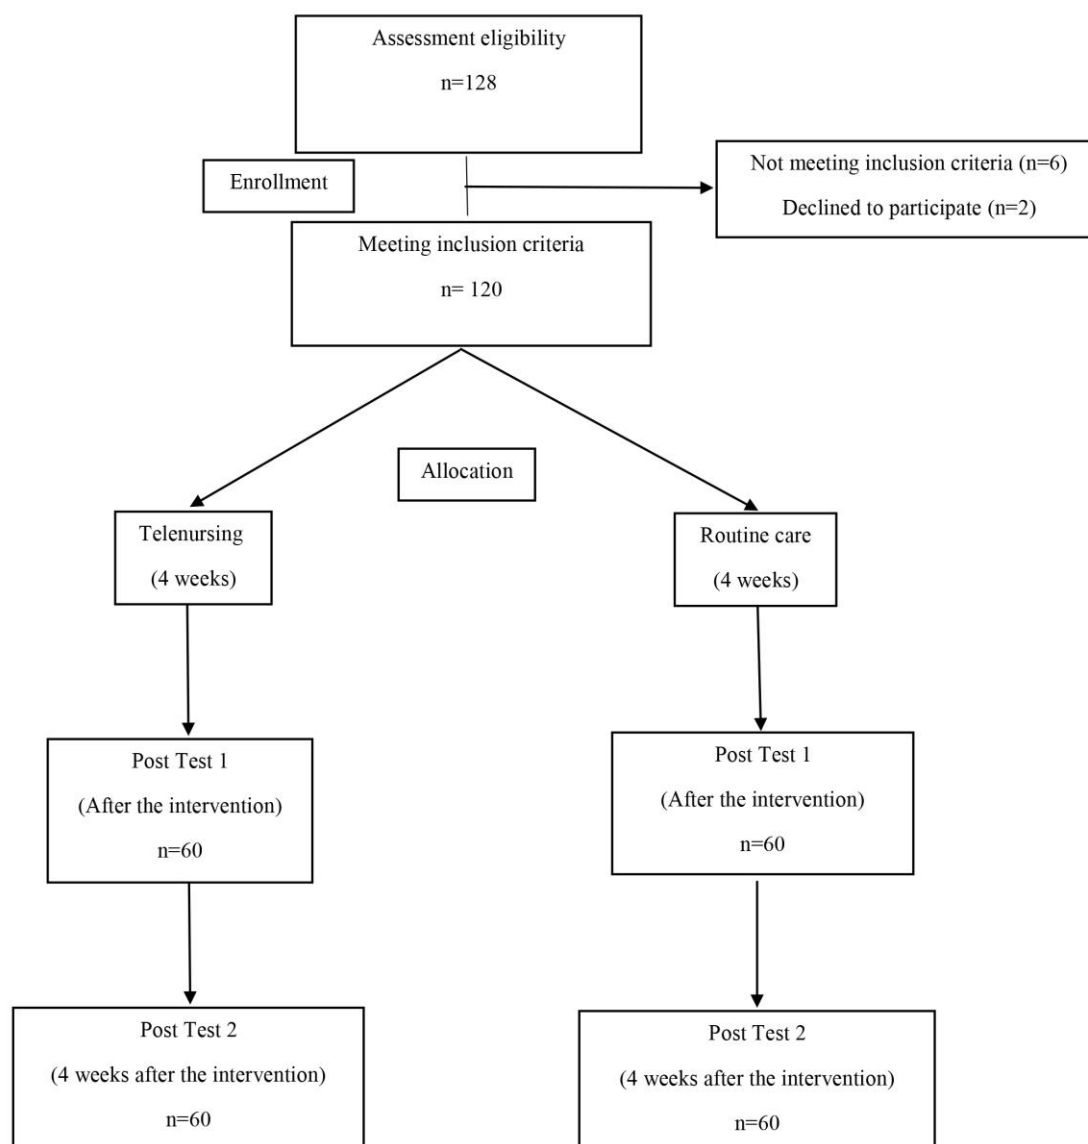 Assessment eligibility
n=128
Enrollment
Not meeting inclusion criteria (n=6)
Declined to participate (n=2)
Meeting inclusion criteria
n= 120
Allocation
Telenursing
(4 weeks)
Routine care
(4 weeks)
Post Test 1
(After the intervention)
n=60
Post Test 1
(After the intervention)
n=60
Post Test 2
(4 weeks after the intervention)
n=60
Post Test 2
(4 weeks after the intervention)
n=60